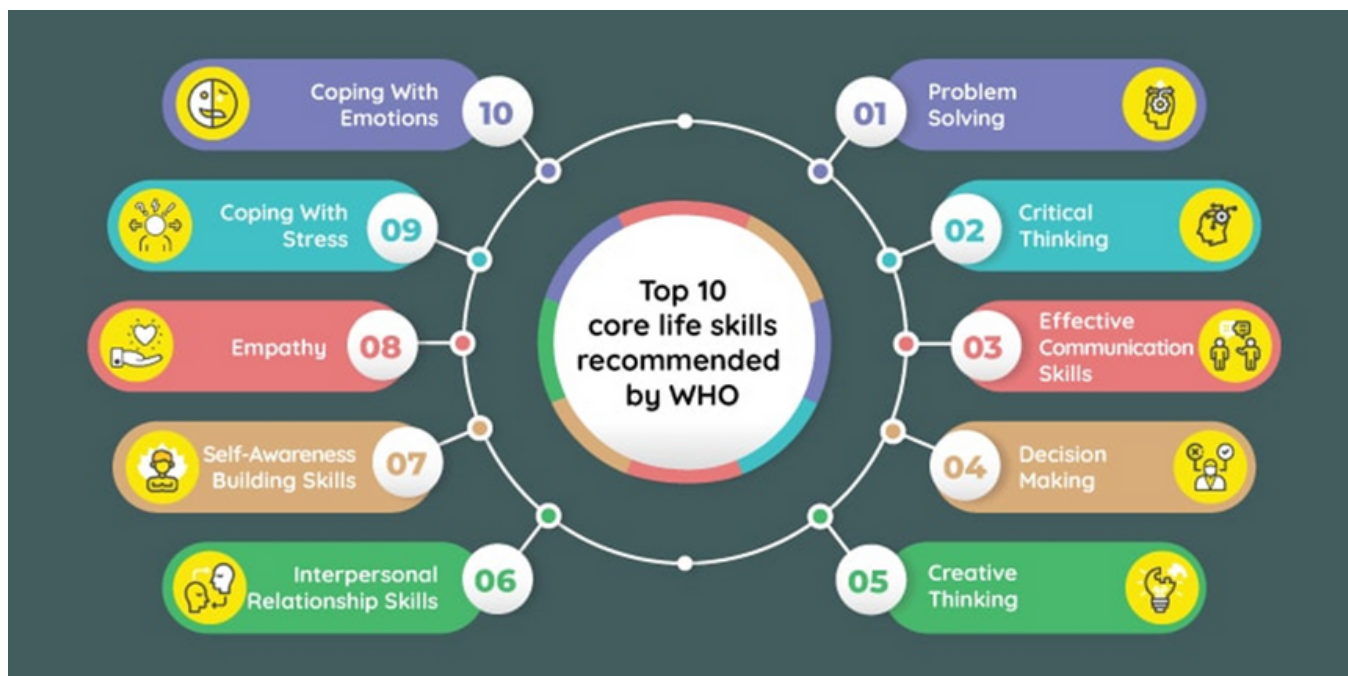 Top 10
core life skills
recommended
by WHO
01
Problem
Solving
02
Critical
Thinking
03
Effective
Communication
Skills
04
Decision
Making
05
Creative
Thinking
06
Interpersonal
Relationship Skills
07
Self-Awareness
Building Skills
08
Empathy
09
Coping With
Stress
10
Coping With
Emotions